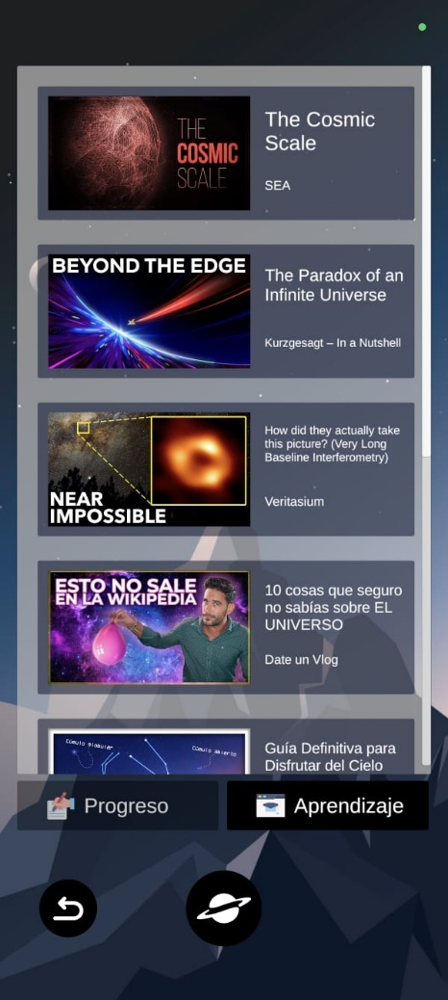 THE
COSMIC
SCALE
The Cosmic
Scale
SEA
BEYOND THE EDGE
The Paradox of an
Infinite Universe
Kurzgesagt – In a Nutshell
NEAR
IMPOSSIBLE
How did they actually take
this picture? (Very Long
Baseline Interferometry)
Veritasium
ESTO NO SALE
EN LA WIKIPEDIA
10 cosas que seguro
no sabías sobre EL
UNIVERSO
Date un Vlog
Cúmulo globular
Cúmulo abierto
Guía Definitiva para
Disfrutar del Cielo
Progreso
Aprendizaje